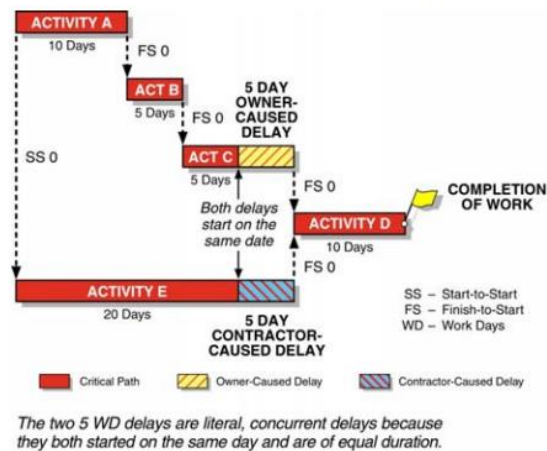 ACTIVITY A
10 Days
FS 0
ACT B
5 Days
FS 0
5 DAY
OWNER-
CAUSED
DELAY
SS 0
ACT C
5 Days
FS 0
Both delays
start on the
same date
ACTIVITY D
10 Days
COMPLETION
OF WORK
FS 0
ACTIVITY E
20 Days
5 DAY
CONTRACTOR-
CAUSED DELAY
SS – Start-to-Start
FS – Finish-to-Start
WD – Work Days
Critical Path
Owner-Caused Delay
Contractor-Caused Delay
The two 5 WD delays are literal, concurrent delays because
they both started on the same day and are of equal duration.